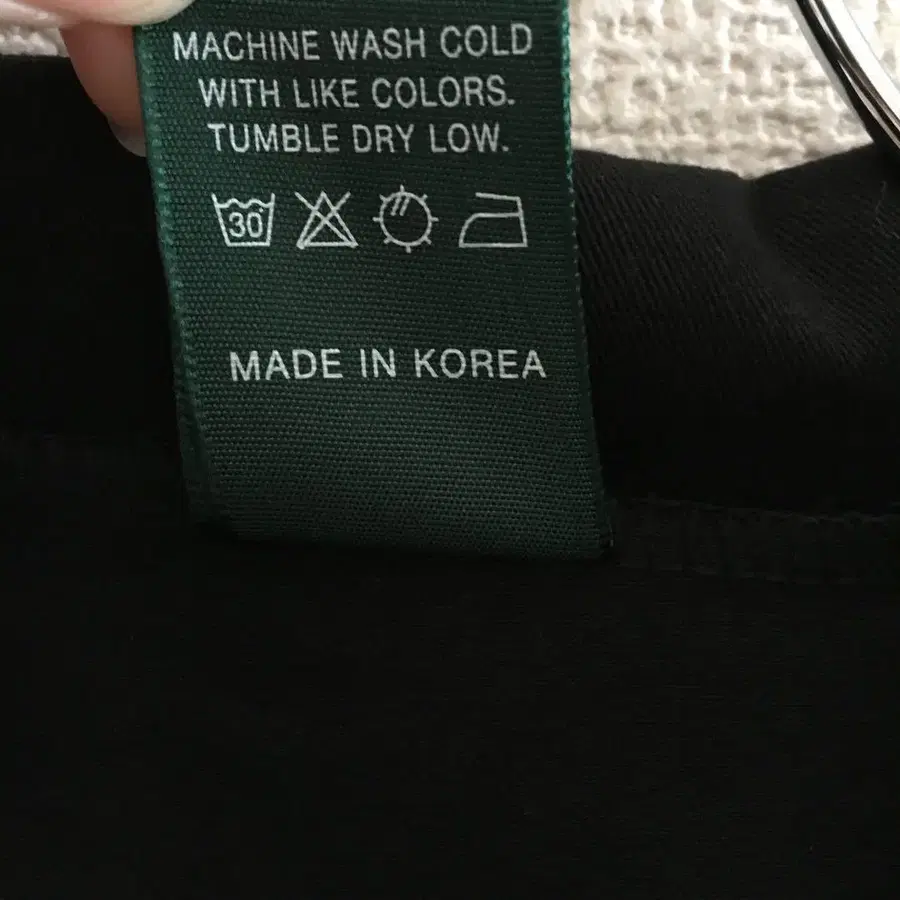 MACHINE WASH COLD
WITH LIKE COLORS.
TUMBLE DRY LOW.
30
MADE IN KOREA